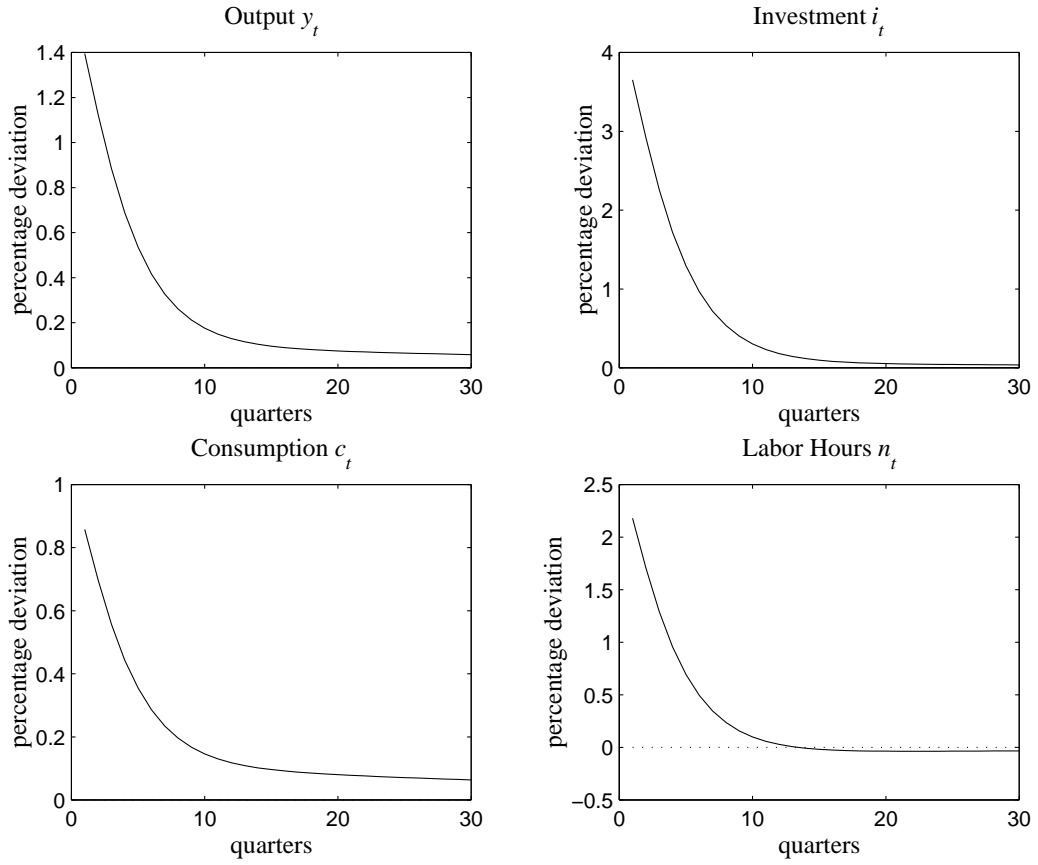 Output y_t
percentage deviation
1.4
1.2
1
0.8
0.6
0.4
0.2
0
0 10 20 30
quarters
Investment i_t
percentage deviation
4
3
2
1
0
0 10 20 30
quarters
Consumption c_t
percentage deviation
1
0.8
0.6
0.4
0.2
0
0 10 20 30
quarters
Labor Hours n_t
percentage deviation
2.5
2
1.5
1
0.5
0
−0.5
0 10 20 30
quarters